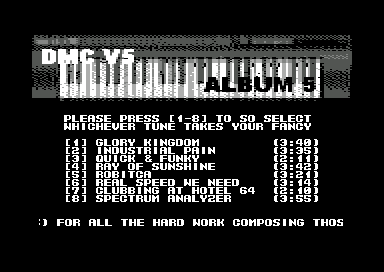 DMC V5
ALBUM 5
PLEASE PRESS [1-8] TO SO SELECT
WHICHEVER TUNE TAKES YOUR FANCY
[1] GLORY KINGDOM (3:40)
[2] INDUSTRIAL PAIN (3:35)
[3] QUICK & FUNKY (2:11)
[4] RAY OF SUNSHINE (3:42)
[5] ROBITCA (3:21)
[6] REAL SPEED WE NEED (3:14)
[7] CLUBBING AT HOTEL 64 (2:10)
[8] SPECTRUM ANALYZER (3:55)
:) FOR ALL THE HARD WORK COMPOSING THOS